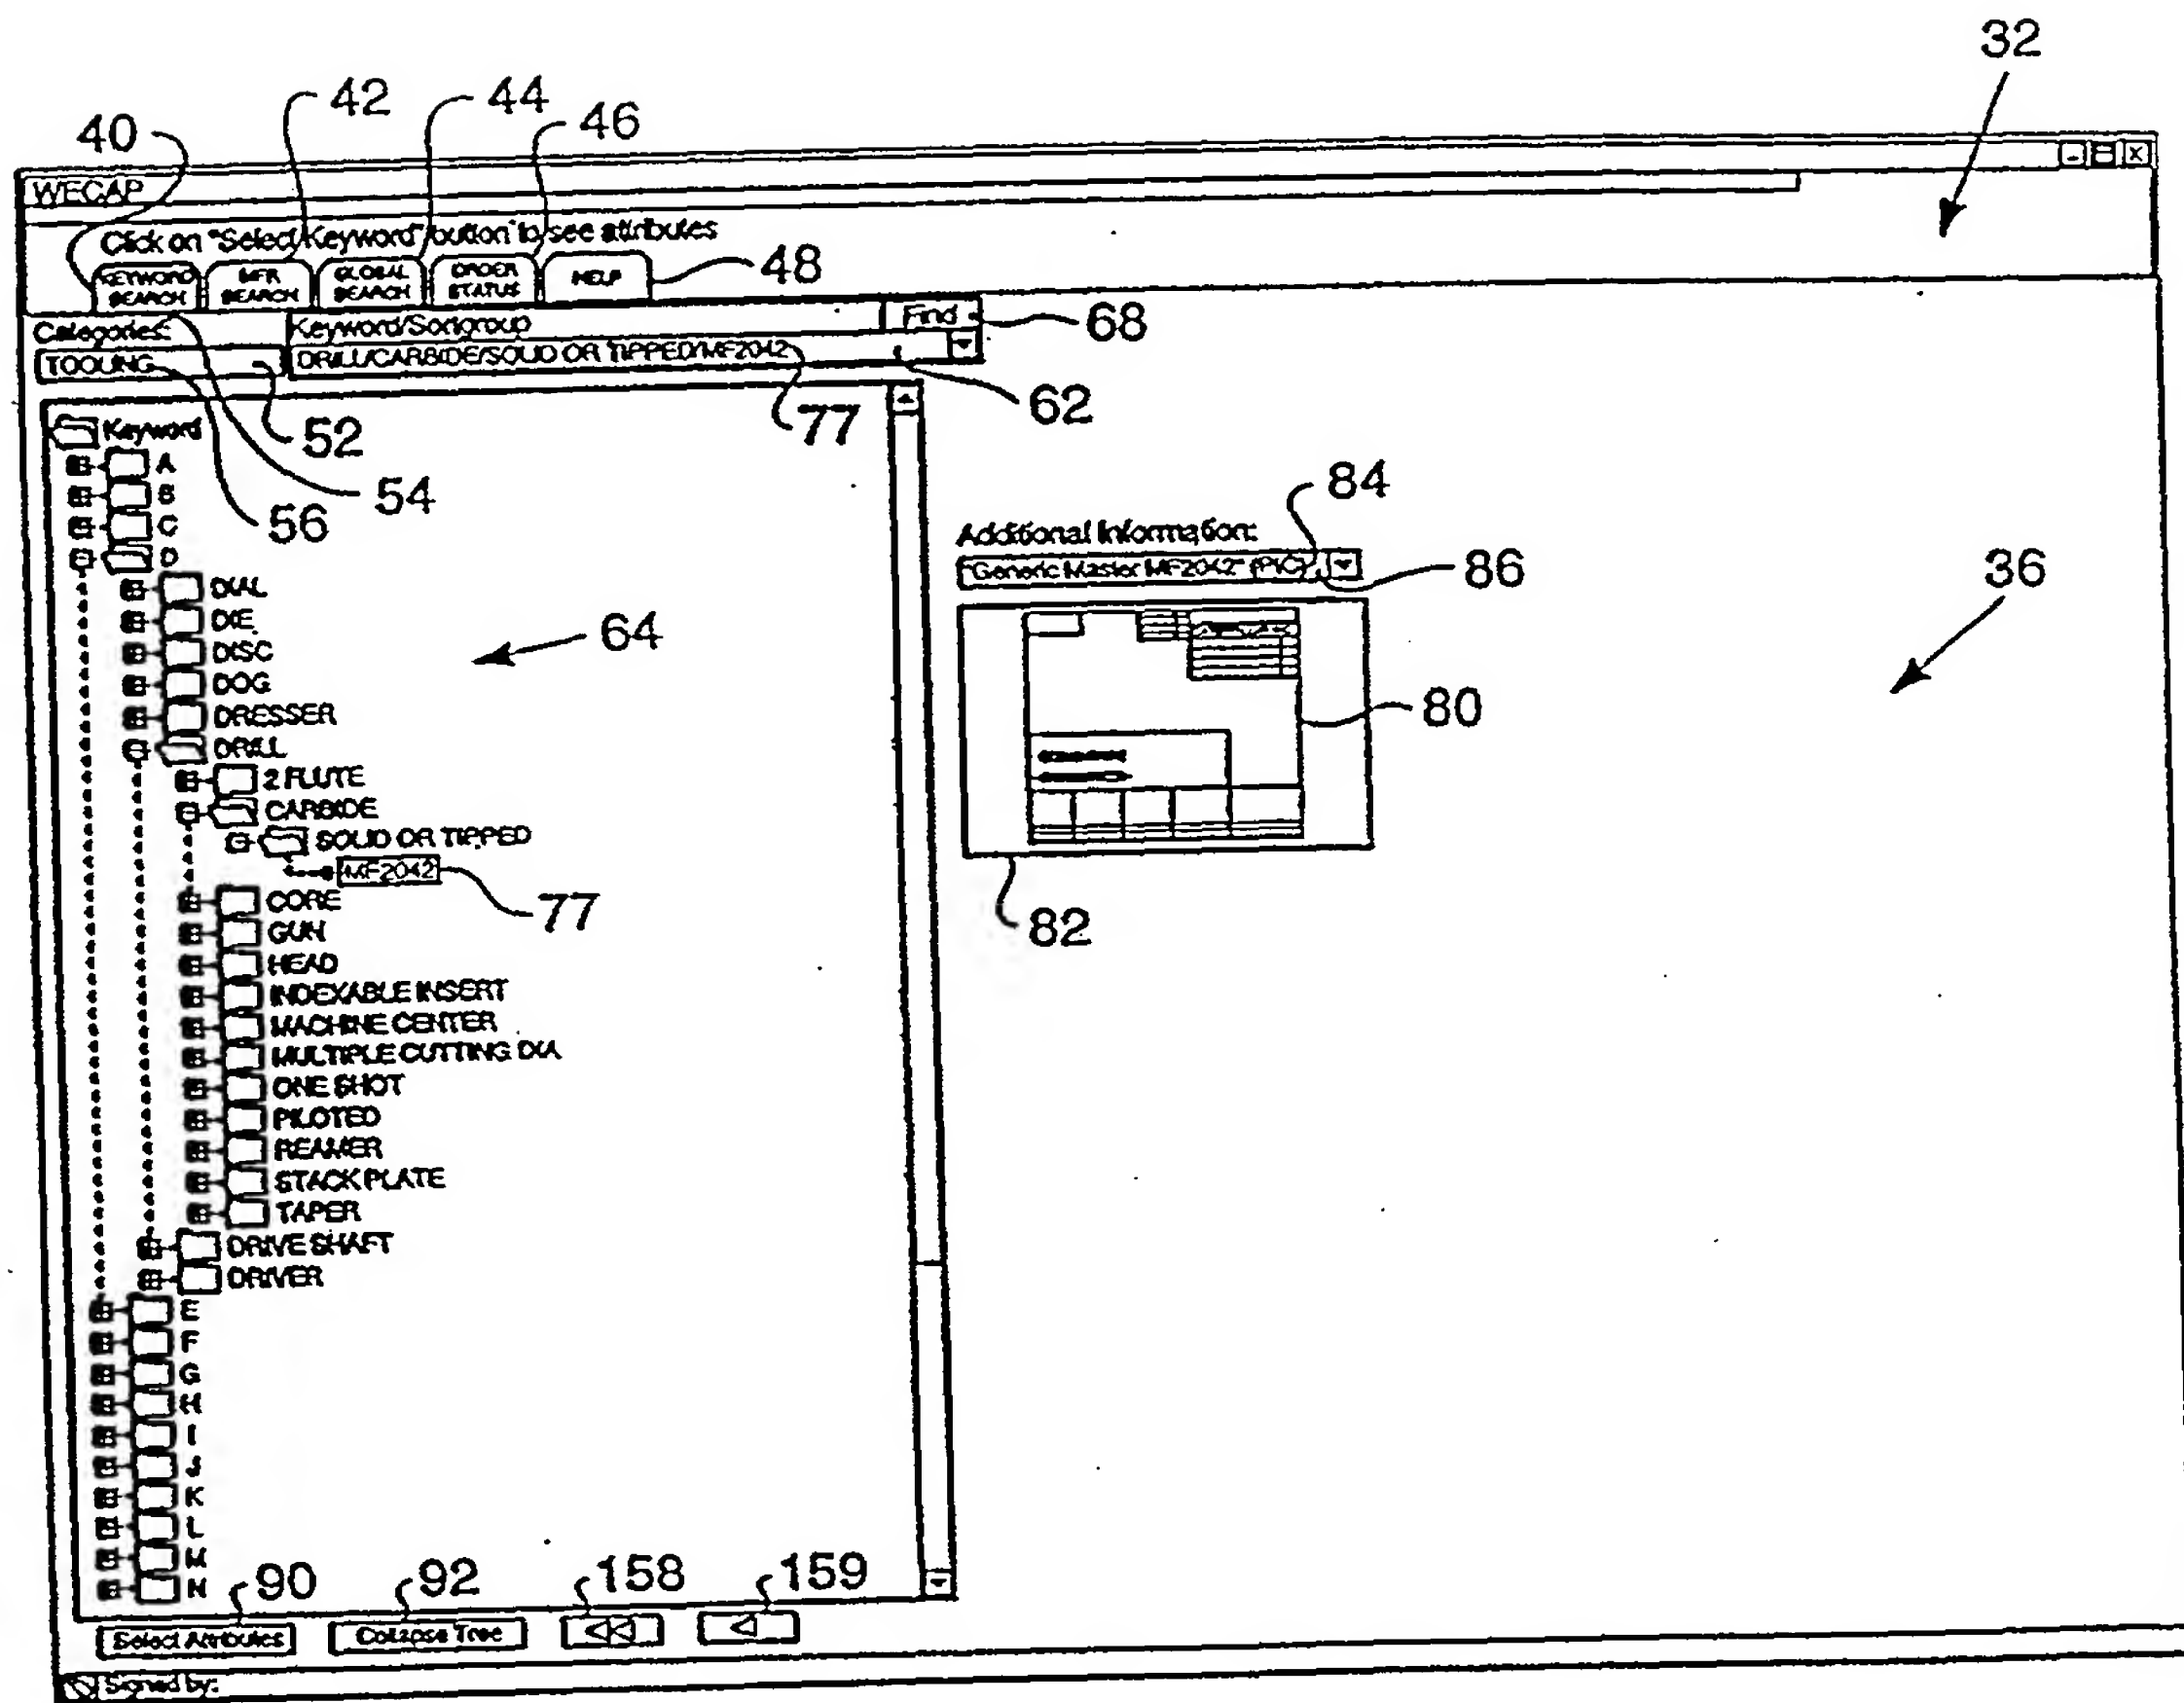 32
42 44 46
40
WECAP
Click on "Select Keyword" button to see attributes
KEYWORD SEARCH MFR SEARCH GLOBAL SEARCH ORDER STATUS HELP 48
Categories: Keyword/Sortgroup Find 68
TOOLING DRILL/CARBIDE/SOLID OR TIPPED/MF2042
77 62
Keyword 52
A
B 54
C 56
D
DIAL
DIE
DISC 64
DOG
DRESSER
DRILL
2 FLUTE
CARBIDE
SOLID OR TIPPED
MF2042
CORE 77
GUN
HEAD
INDEXABLE INSERT
MACHINE CENTER
MULTIPLE CUTTING DIA
ONE SHOT
PILOTED
REAMER
STACK PLATE
TAPER
DRIVE SHAFT
DRIVER
E
F
G
H
I
J
K
L
M
N
84
Additional Information:
"Generic Master MF2042" (PIC) 86
36
80
82
90 92 158 159
Select Attributes Collapse Tree
Signed by: